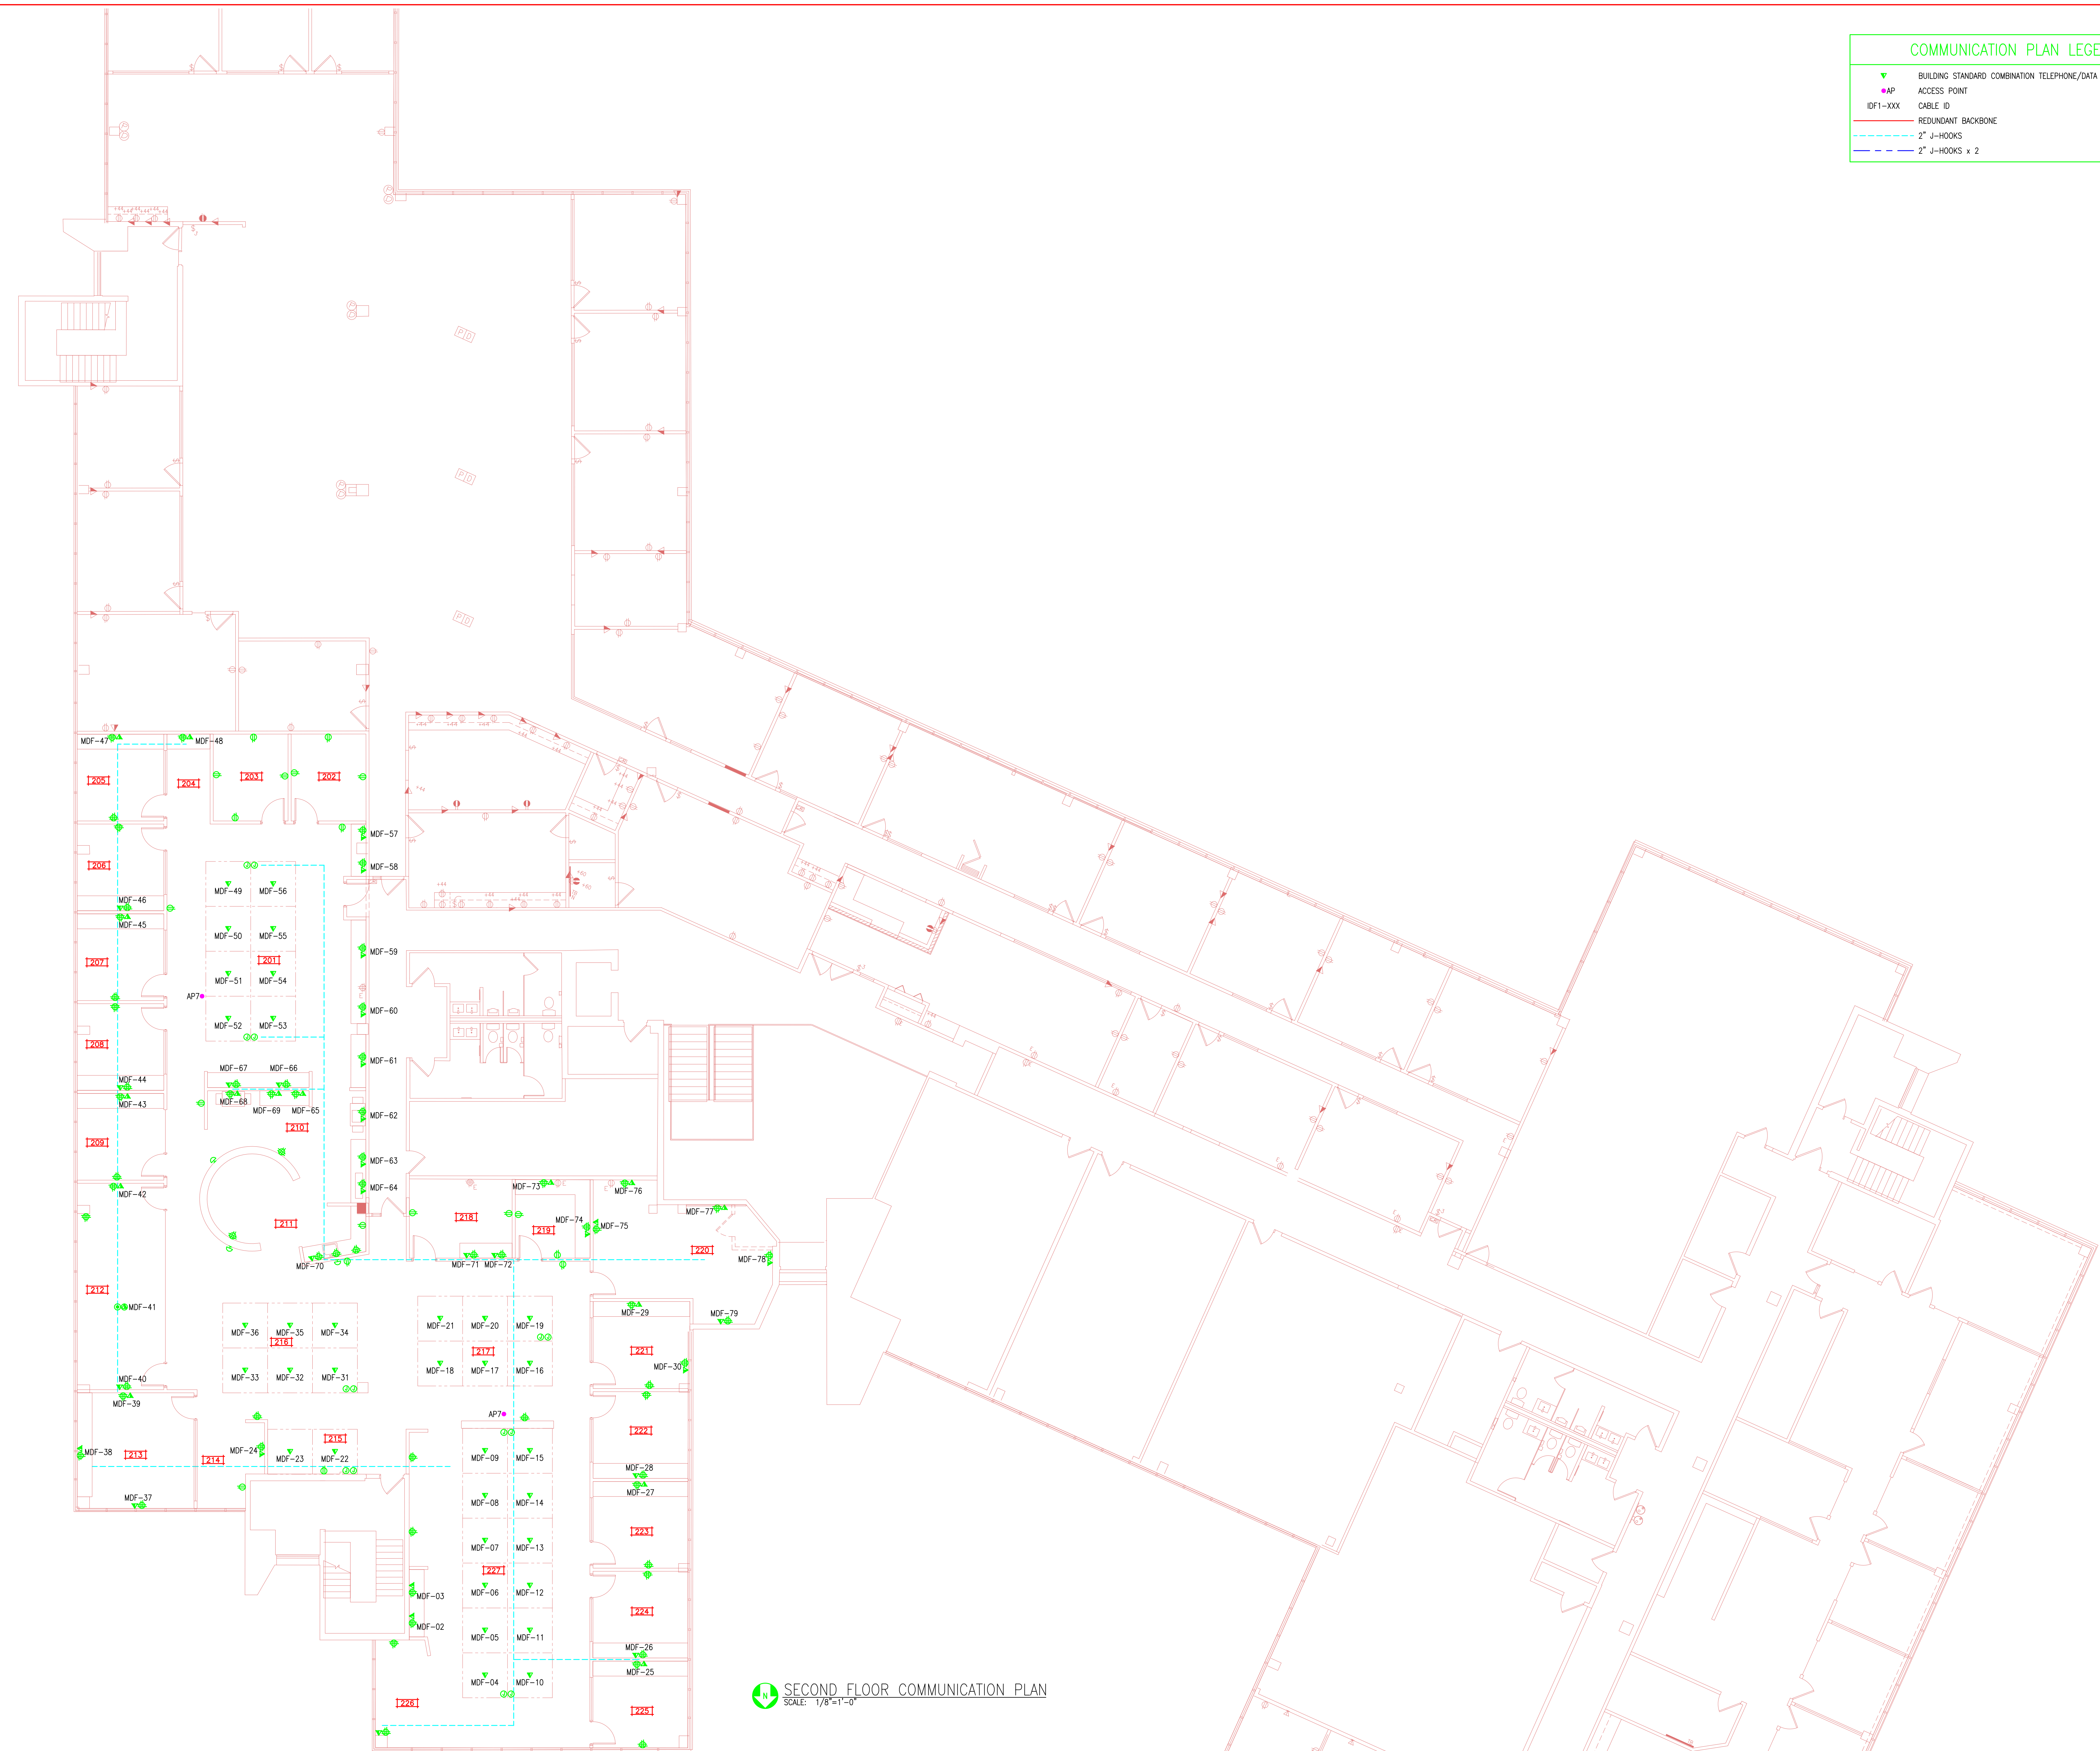 COMMUNICATION PLAN LEGE
BUILDING STANDARD COMBINATION TELEPHONE/DATA
AP ACCESS POINT
IDF1-XXX CABLE ID
REDUNDANT BACKBONE
2" J-HOOKS
2" J-HOOKS x 2
MDF-47
MDF-48
205
204
203
202
MDF-57
206
MDF-58
MDF-49
MDF-56
MDF-46
MDF-45
MDF-50
MDF-55
MDF-59
207
201
MDF-51
MDF-54
AP7
MDF-60
MDF-52
MDF-53
208
MDF-61
MDF-67
MDF-66
MDF-44
MDF-43
MDF-68
MDF-69
MDF-65
MDF-62
210
209
MDF-63
MDF-42
MDF-64
MDF-73
MDF-76
211
218
MDF-74
219
MDF-75
MDF-77
220
MDF-70
MDF-71
MDF-72
MDF-78
212
MDF-41
MDF-29
MDF-79
MDF-36
MDF-35
MDF-34
MDF-21
MDF-20
MDF-19
216
217
221
MDF-30
MDF-33
MDF-32
MDF-31
MDF-18
MDF-17
MDF-16
MDF-40
MDF-39
AP7
222
MDF-38
213
214
MDF-24
215
MDF-23
MDF-22
MDF-09
MDF-15
MDF-28
MDF-27
MDF-37
MDF-08
MDF-14
223
MDF-07
MDF-13
227
MDF-06
MDF-12
MDF-03
224
MDF-02
MDF-05
MDF-11
MDF-26
MDF-25
MDF-04
MDF-10
226
225
N
SECOND FLOOR COMMUNICATION PLAN
SCALE: 1/8"=1'-0"